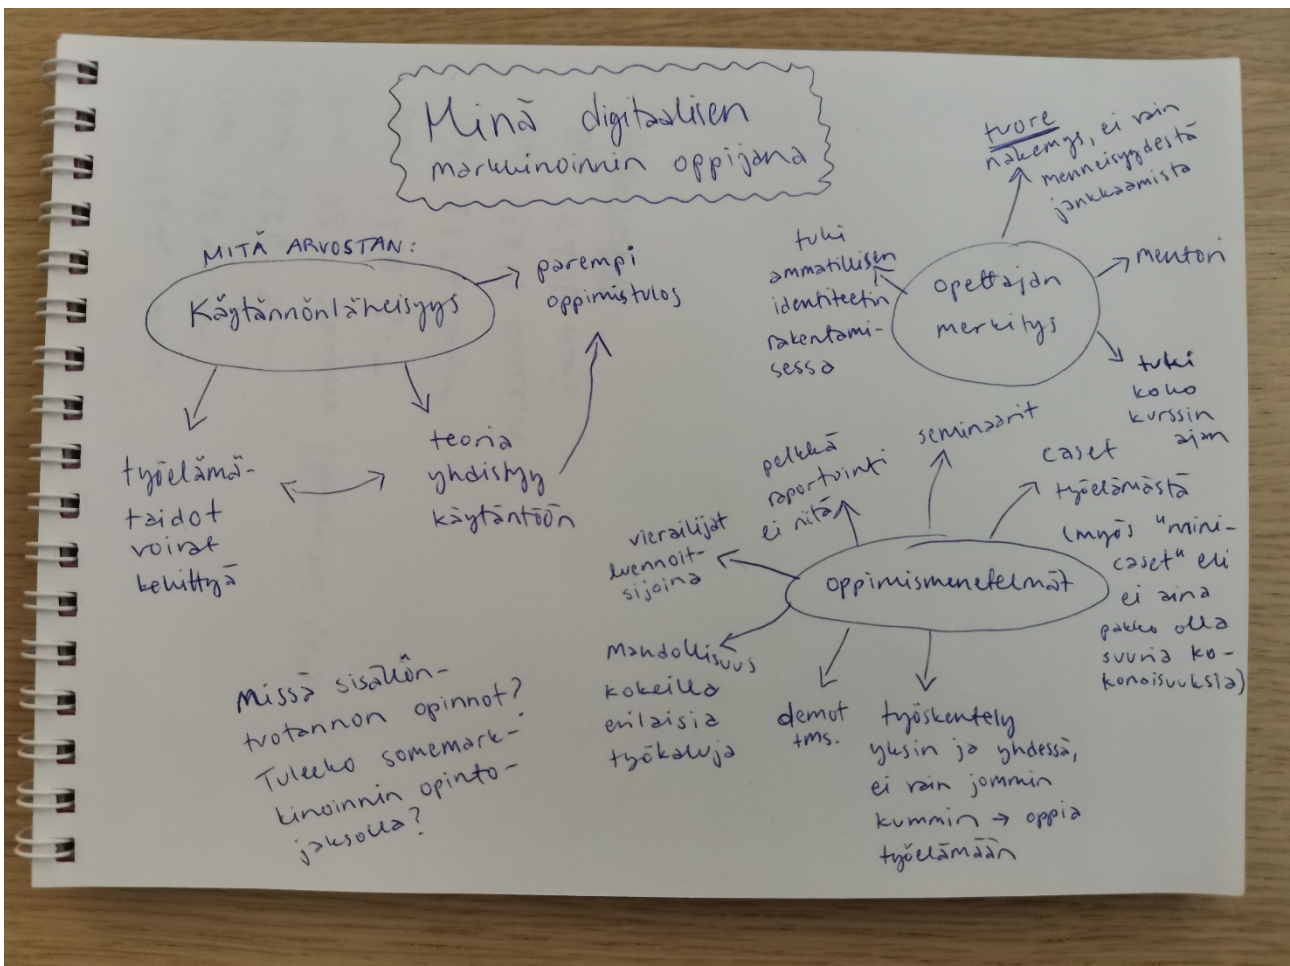 Minä digitaalisen
markkinoinnin oppijana
MITÄ ARVOSTAN:
Käytännönläheisyys
parempi
oppimistulos
työelämä-
taidot
voivat
kehittyä
teoria
yhdistyy
käytäntöön
tuore
näkemys, ei vain
menneisyydestä
jankkaamista
tuki
ammatillisen
identiteetin
rakentami-
sessa
opettajan
merkitys
mentori
tuki
koko
kurssin
ajan
oppimismenetelmät
pelkkä
raportointi
ei riitä
seminaarit
caset
työelämästä
(myös "mini-
caset" eli
ei aina
pakko olla
suuria ko-
konaisuuksia)
vierailijat
luennoit-
sijoina
Mahdollisuus
kokeilla
erilaisia
työkaluja
demot
tms.
työskentely
yksin ja yhdessä,
ei vain jommin
kummin → oppia
työelämään
Missä sisällön-
tuotannon opinnot?
Tuleeko somemark-
kinoinnin opinto-
jaksolla?